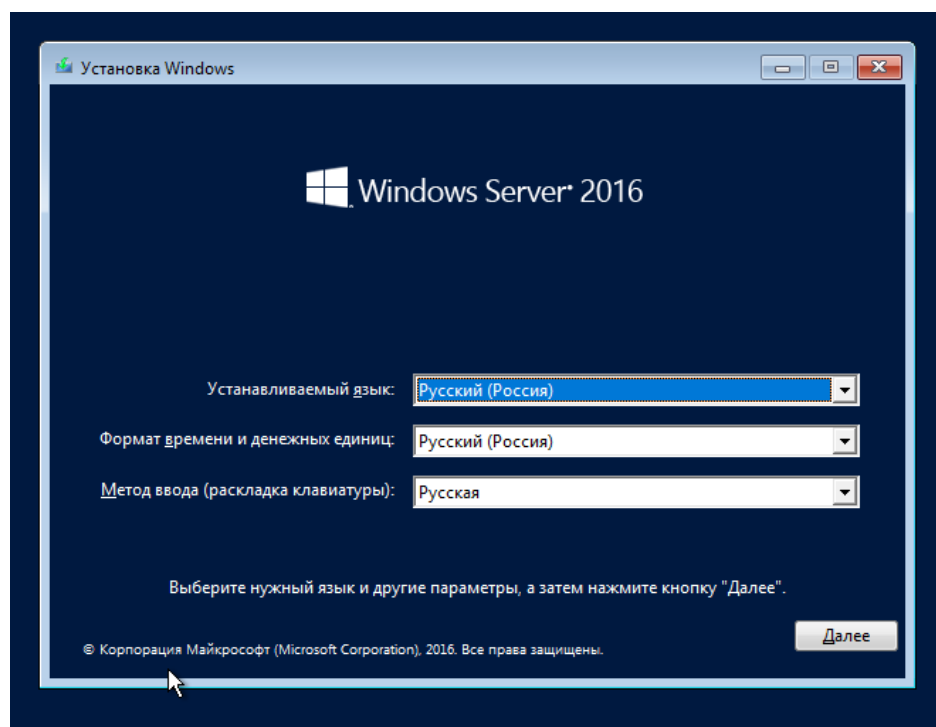 Установка Windows
Windows Server® 2016
Устанавливаемый язык: Русский (Россия)
Формат времени и денежных единиц: Русский (Россия)
Метод ввода (раскладка клавиатуры): Русская
Выберите нужный язык и другие параметры, а затем нажмите кнопку "Далее".
Далее
© Корпорация Майкрософт (Microsoft Corporation), 2016. Все права защищены.